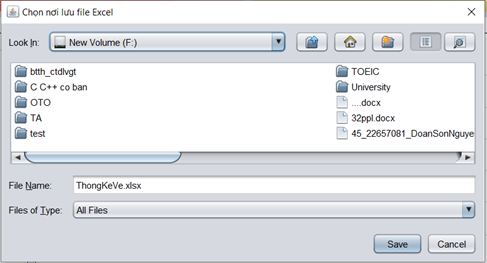 Chọn nơi lưu file Excel
Look In: New Volume (F:)
btth_ctdlvgt
C C++ co ban
OTO
TA
test
TOEIC
University
....docx
32ppl.docx
45_22657081_DoanSonNguye
File Name: ThongKeVe.xlsx
Files of Type: All Files
Save Cancel